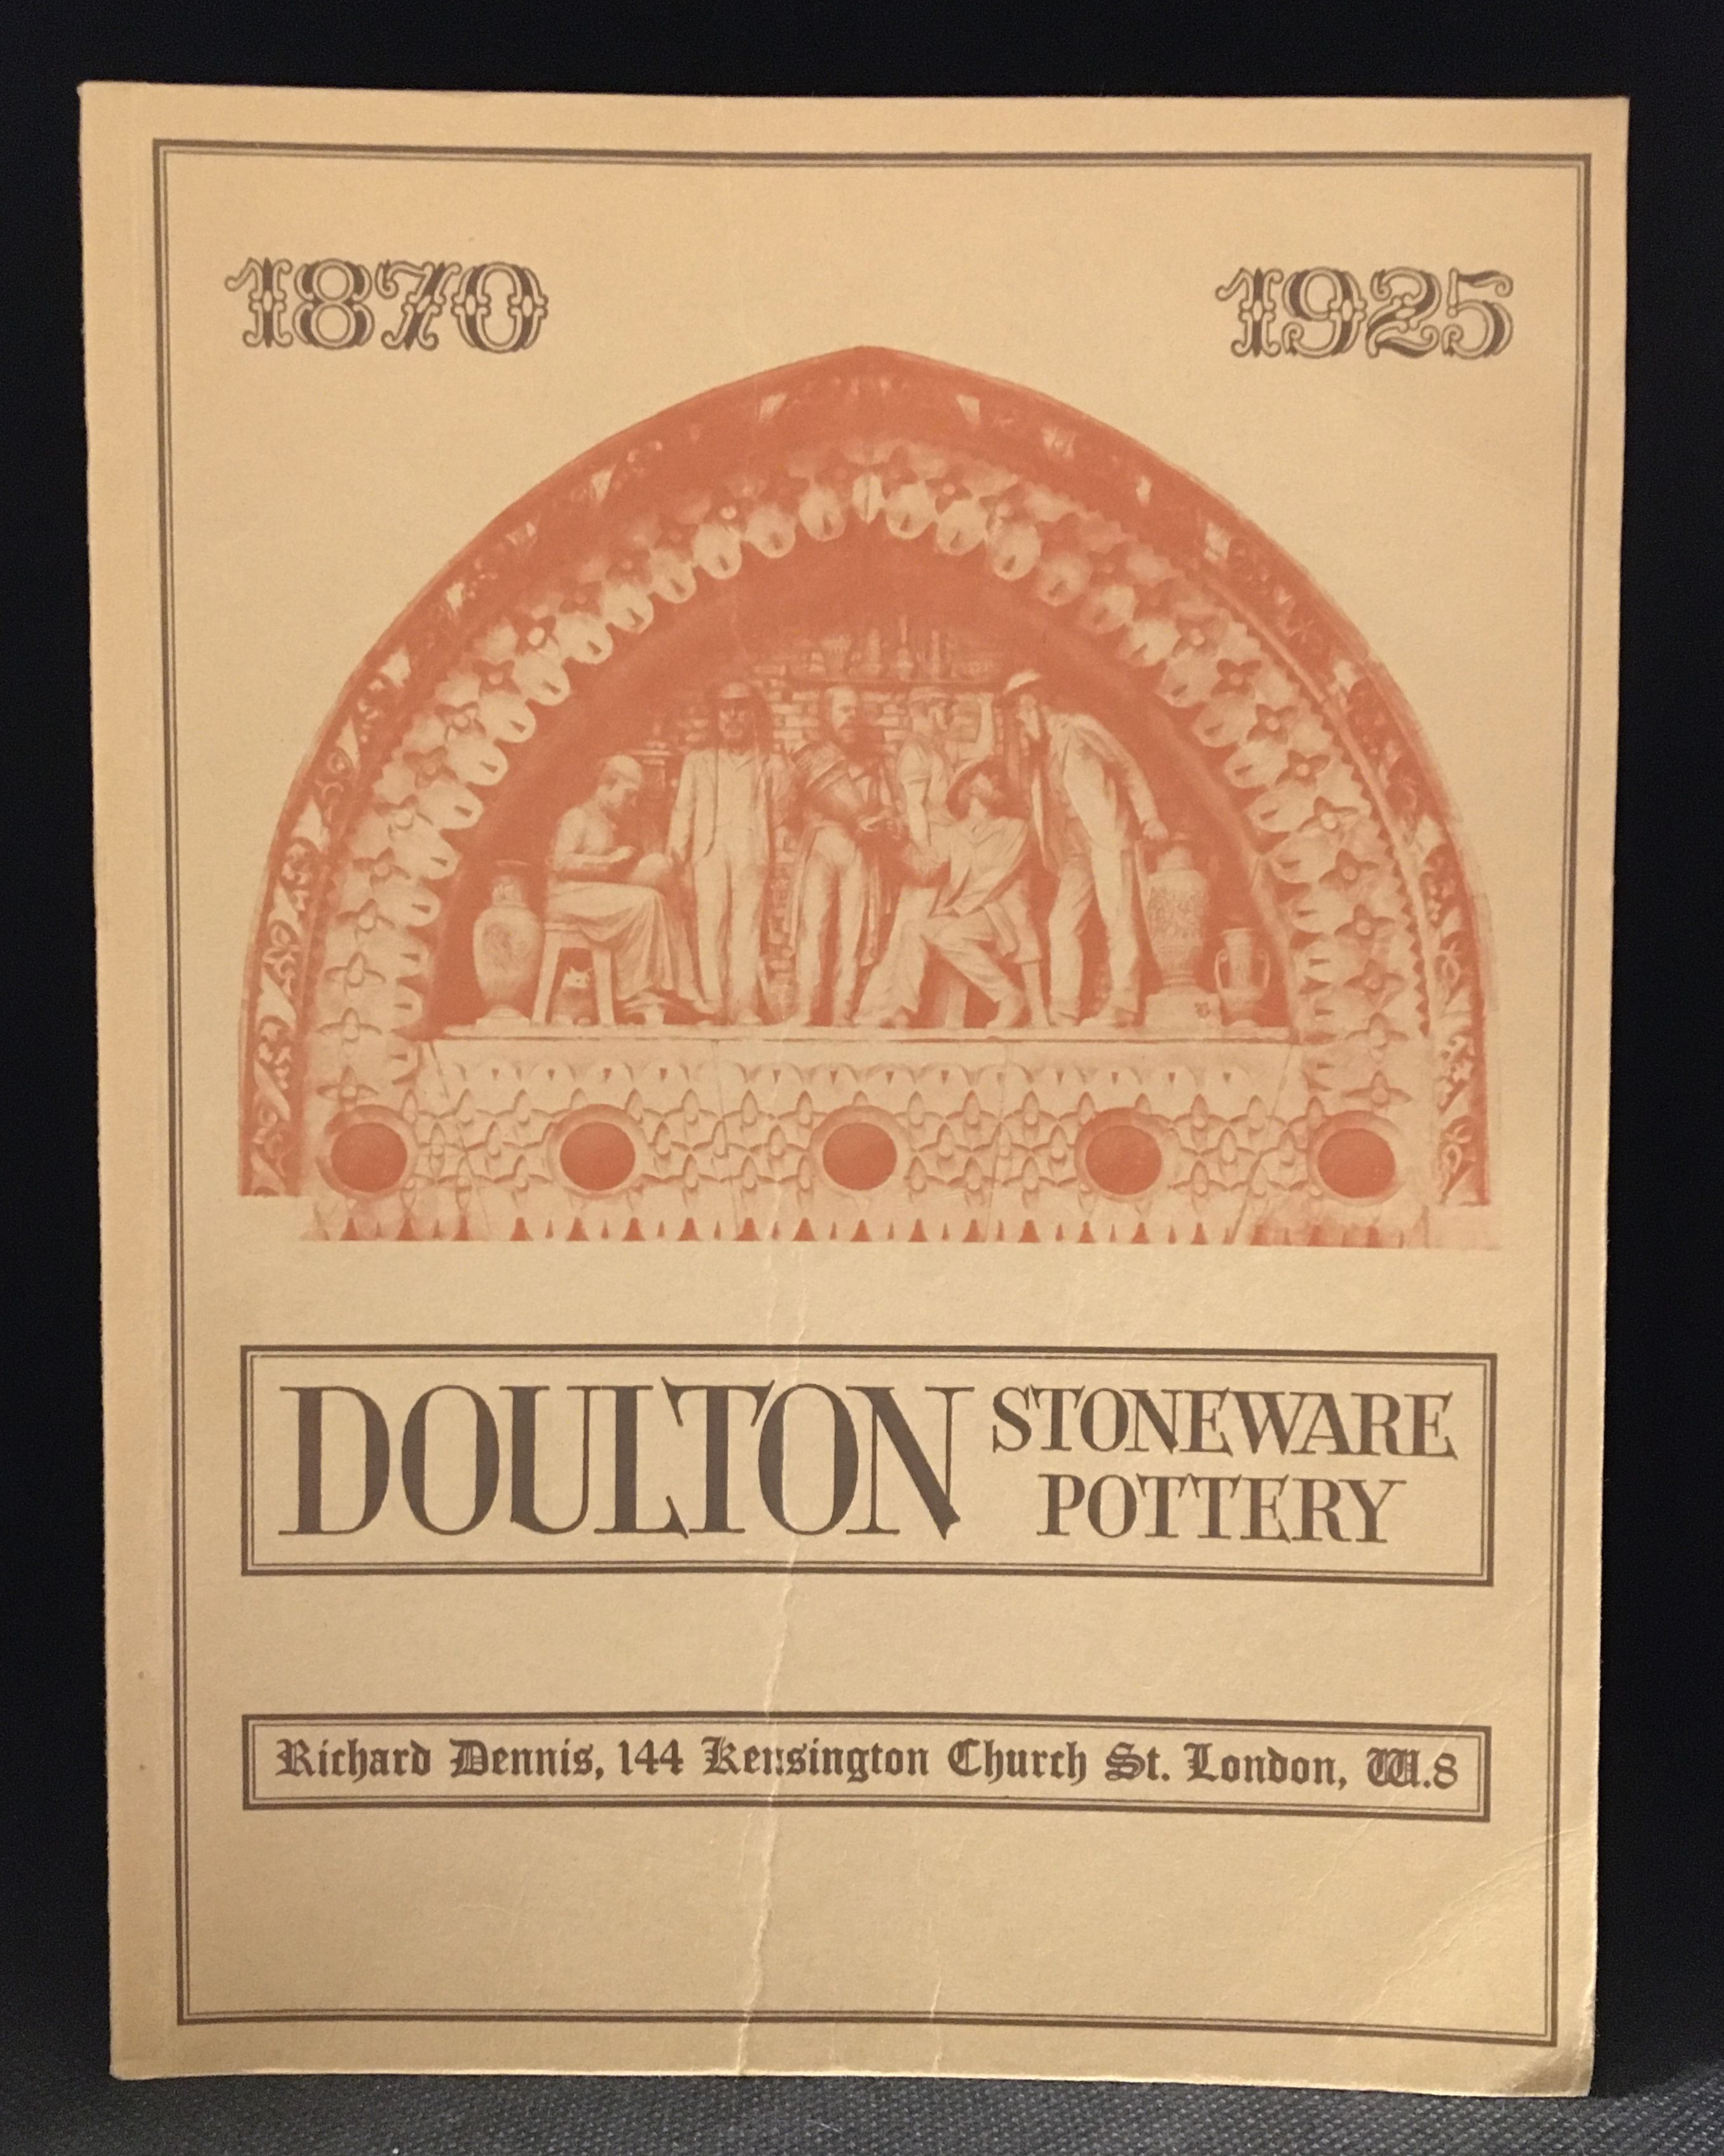 1870 1925
DOULTON STONEWARE
POTTERY
Richard Dennis, 144 Kensington Church St. London, W.8